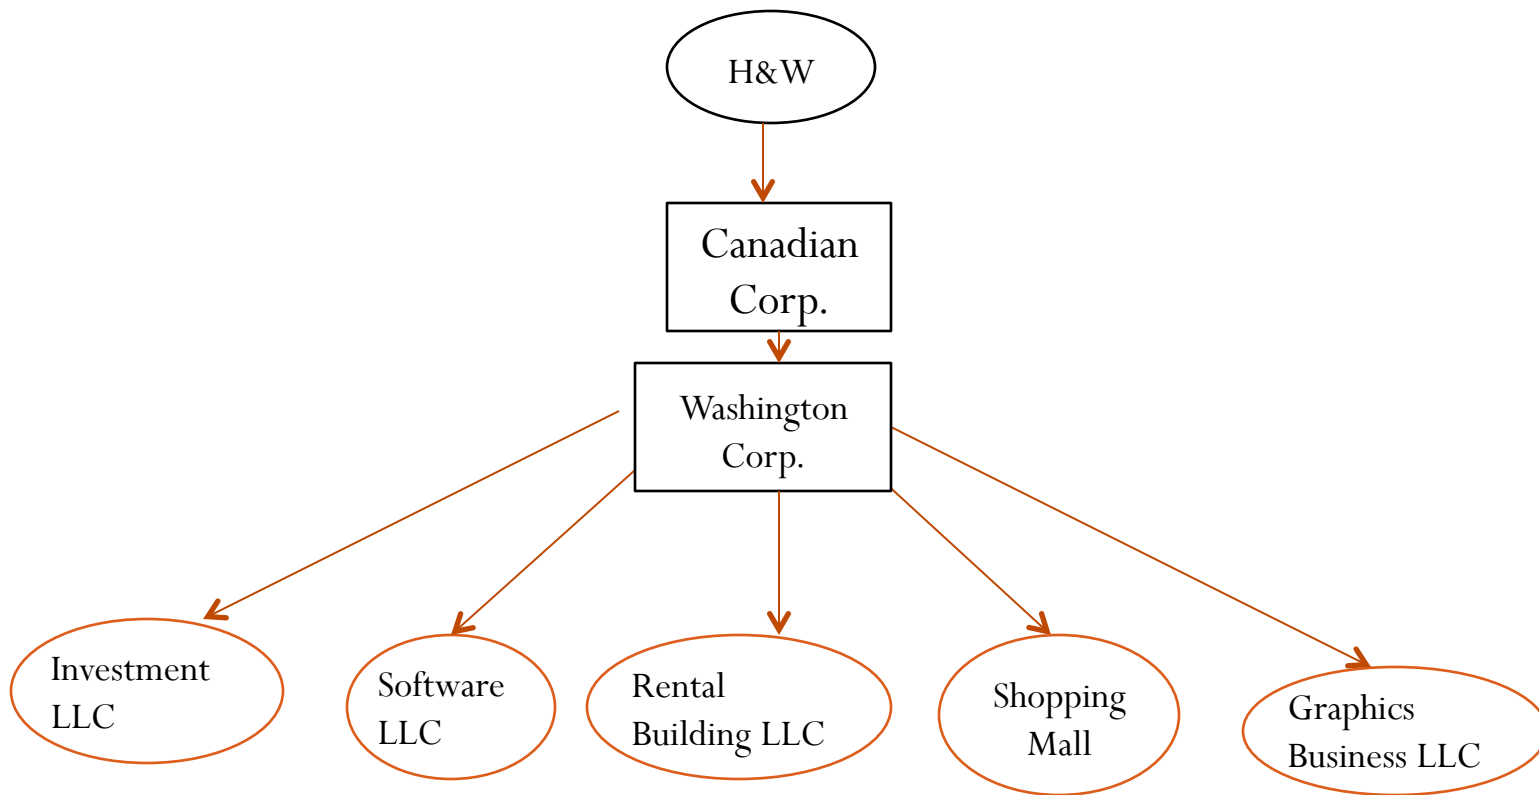 H&W
Canadian
Corp.
Washington
Corp.
Investment
LLC
Software
LLC
Rental
Building LLC
Shopping
Mall
Graphics
Business LLC